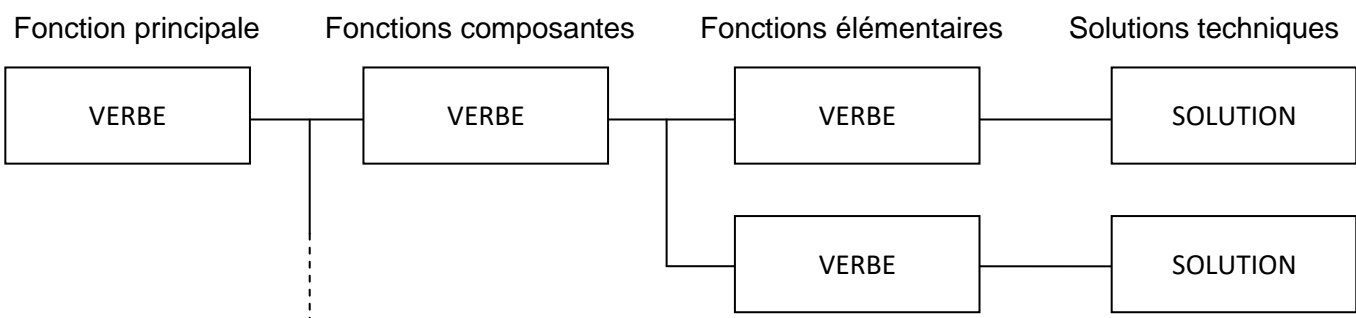 Fonction principale Fonctions composantes Fonctions élémentaires Solutions techniques
VERBE VERBE VERBE SOLUTION
VERBE SOLUTION